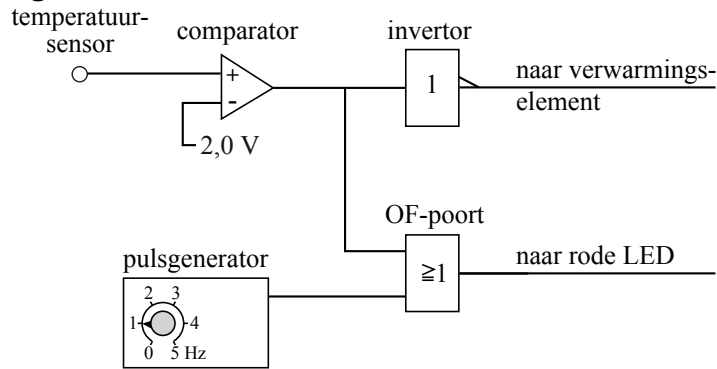 temperatuur-
sensor
comparator
invertor
+
-
2,0 V
1
naar verwarmings-
element
OF-poort
≧1
naar rode LED
pulsgenerator
2 3
1 4
0 5 Hz